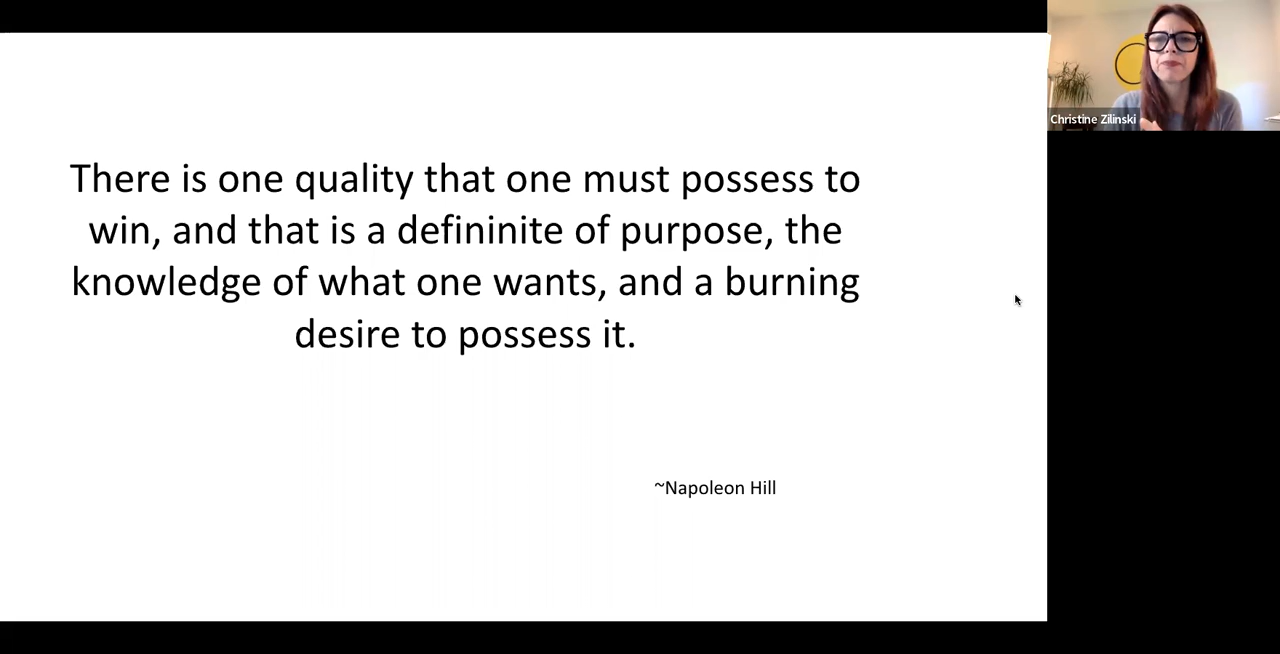 There is one quality that one must possess to
win, and that is a defininite of purpose, the
knowledge of what one wants, and a burning
desire to possess it.
~Napoleon Hill
Christine Zilinski